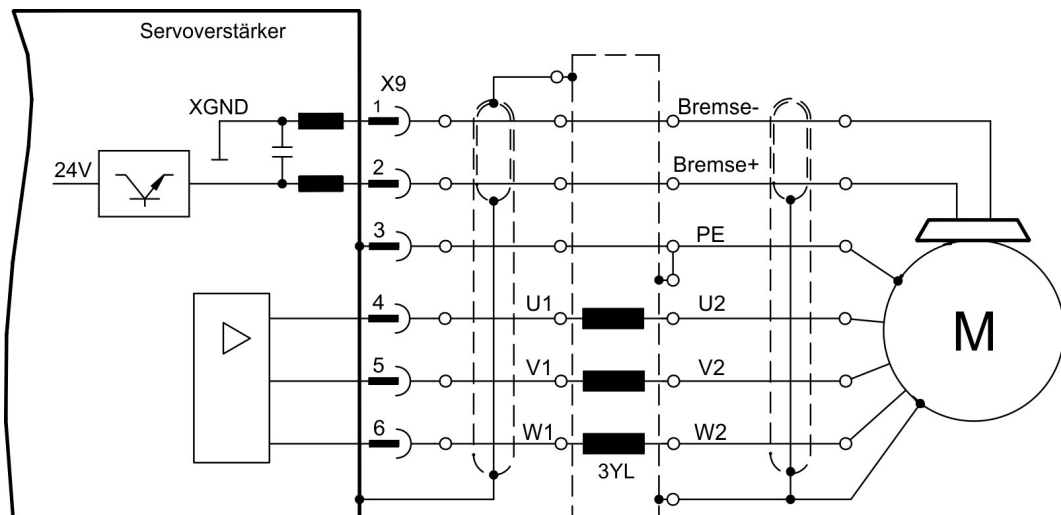 Servoverstärker
X9
XGND
1
Bremse-
24V
2
Bremse+
3
PE
4
U1
U2
M
5
V1
V2
6
W1
W2
3YL